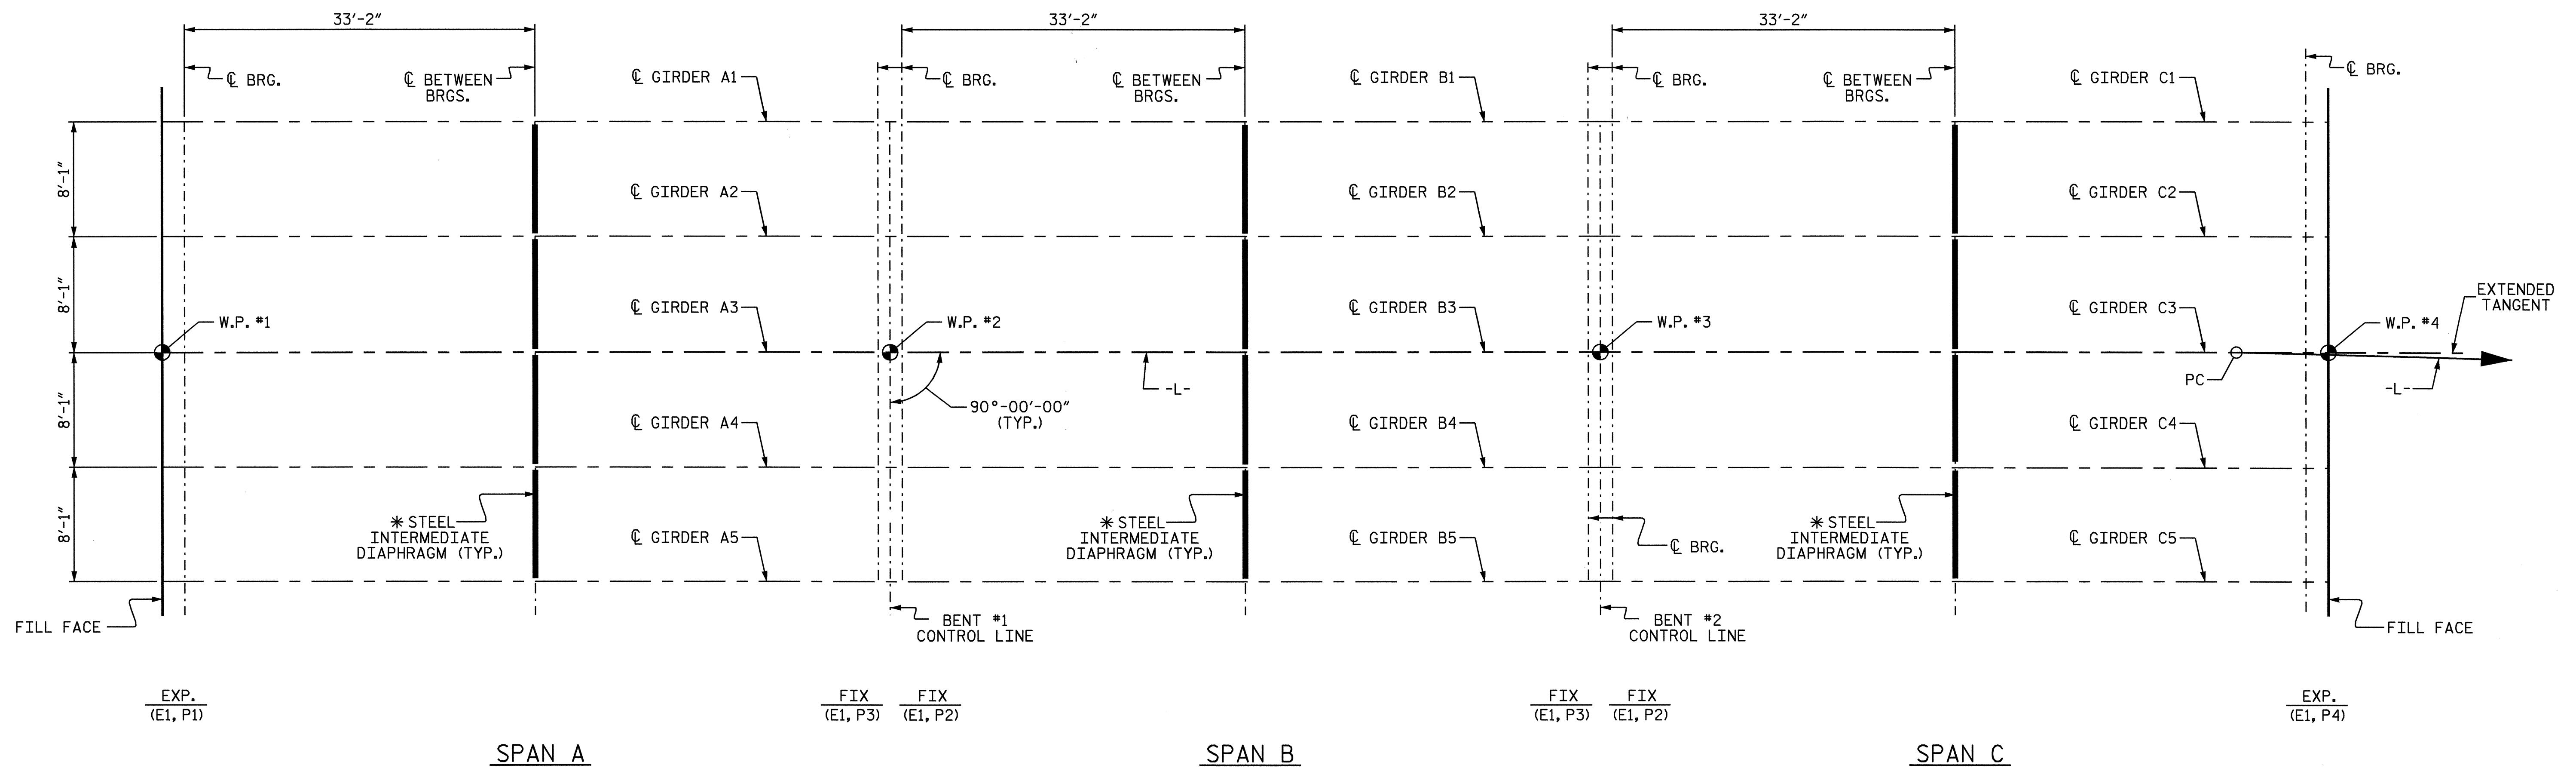 33'-2"
33'-2"
33'-2"
℄ BRG.
℄ BETWEEN
BRGS.
℄ GIRDER A1
℄ BRG.
℄ BETWEEN
BRGS.
℄ GIRDER B1
℄ BRG.
℄ BETWEEN
BRGS.
℄ GIRDER C1
℄ BRG.
8'-1"
℄ GIRDER A2
℄ GIRDER B2
℄ GIRDER C2
8'-1"
W.P. #1
℄ GIRDER A3
W.P. #2
℄ GIRDER B3
W.P. #3
℄ GIRDER C3
W.P. #4
EXTENDED
TANGENT
8'-1"
℄ GIRDER A4
90°-00'-00"
(TYP.)
-L-
℄ GIRDER B4
℄ GIRDER C4
PC
-L-
8'-1"
✳ STEEL
INTERMEDIATE
DIAPHRAGM (TYP.)
℄ GIRDER A5
✳ STEEL
INTERMEDIATE
DIAPHRAGM (TYP.)
℄ GIRDER B5
℄ BRG.
✳ STEEL
INTERMEDIATE
DIAPHRAGM (TYP.)
℄ GIRDER C5
FILL FACE
BENT #1
CONTROL LINE
BENT #2
CONTROL LINE
FILL FACE
EXP.
(E1, P1)
FIX
(E1, P3)
FIX
(E1, P2)
FIX
(E1, P3)
FIX
(E1, P2)
EXP.
(E1, P4)
SPAN A
SPAN B
SPAN C